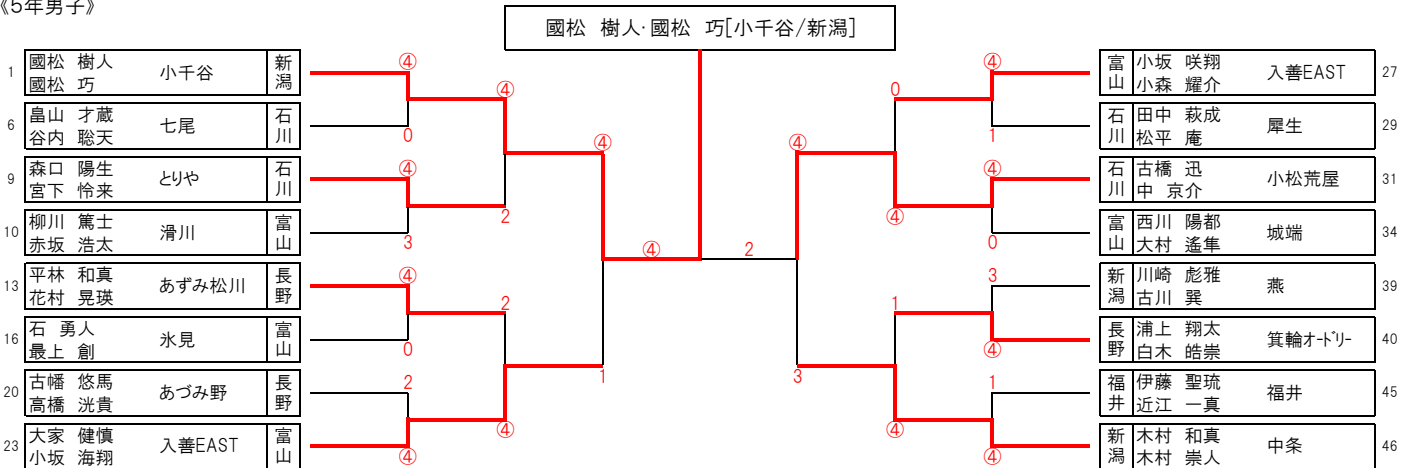 《5年男子》
國松 樹人・國松 巧[小千谷/新潟]
1 國松 樹人 國松 巧 小千谷 新潟
6 畠山 才蔵 谷内 聡天 七尾 石川
9 森口 陽生 宮下 怜来 とりや 石川
10 柳川 篤士 赤坂 浩太 滑川 富山
13 平林 和真 花村 晃瑛 あずみ松川 長野
16 石 勇人 最上 創 氷見 富山
20 古幡 悠馬 高橋 洸貴 あづみ野 長野
23 大家 健慎 小坂 海翔 入善EAST 富山
④ 0 ④ 3 ④ 0 2 ④
④ 2 2 ④
④ 1
④ 2
④ 3
0 ④ 1 ④
④ 1 ④ 0 3 ④ 1 ④
富山 小坂 咲翔 小森 耀介 入善EAST 27
石川 田中 萩成 松平 庵 犀生 29
石川 古橋 迅 中 京介 小松荒屋 31
富山 西川 陽都 大村 遙隼 城端 34
新潟 川崎 彪雅 古川 巽 燕 39
長野 浦上 翔太 白木 皓崇 箕輪オードリー 40
福井 伊藤 聖琉 近江 一真 福井 45
新潟 木村 和真 木村 崇人 中条 46